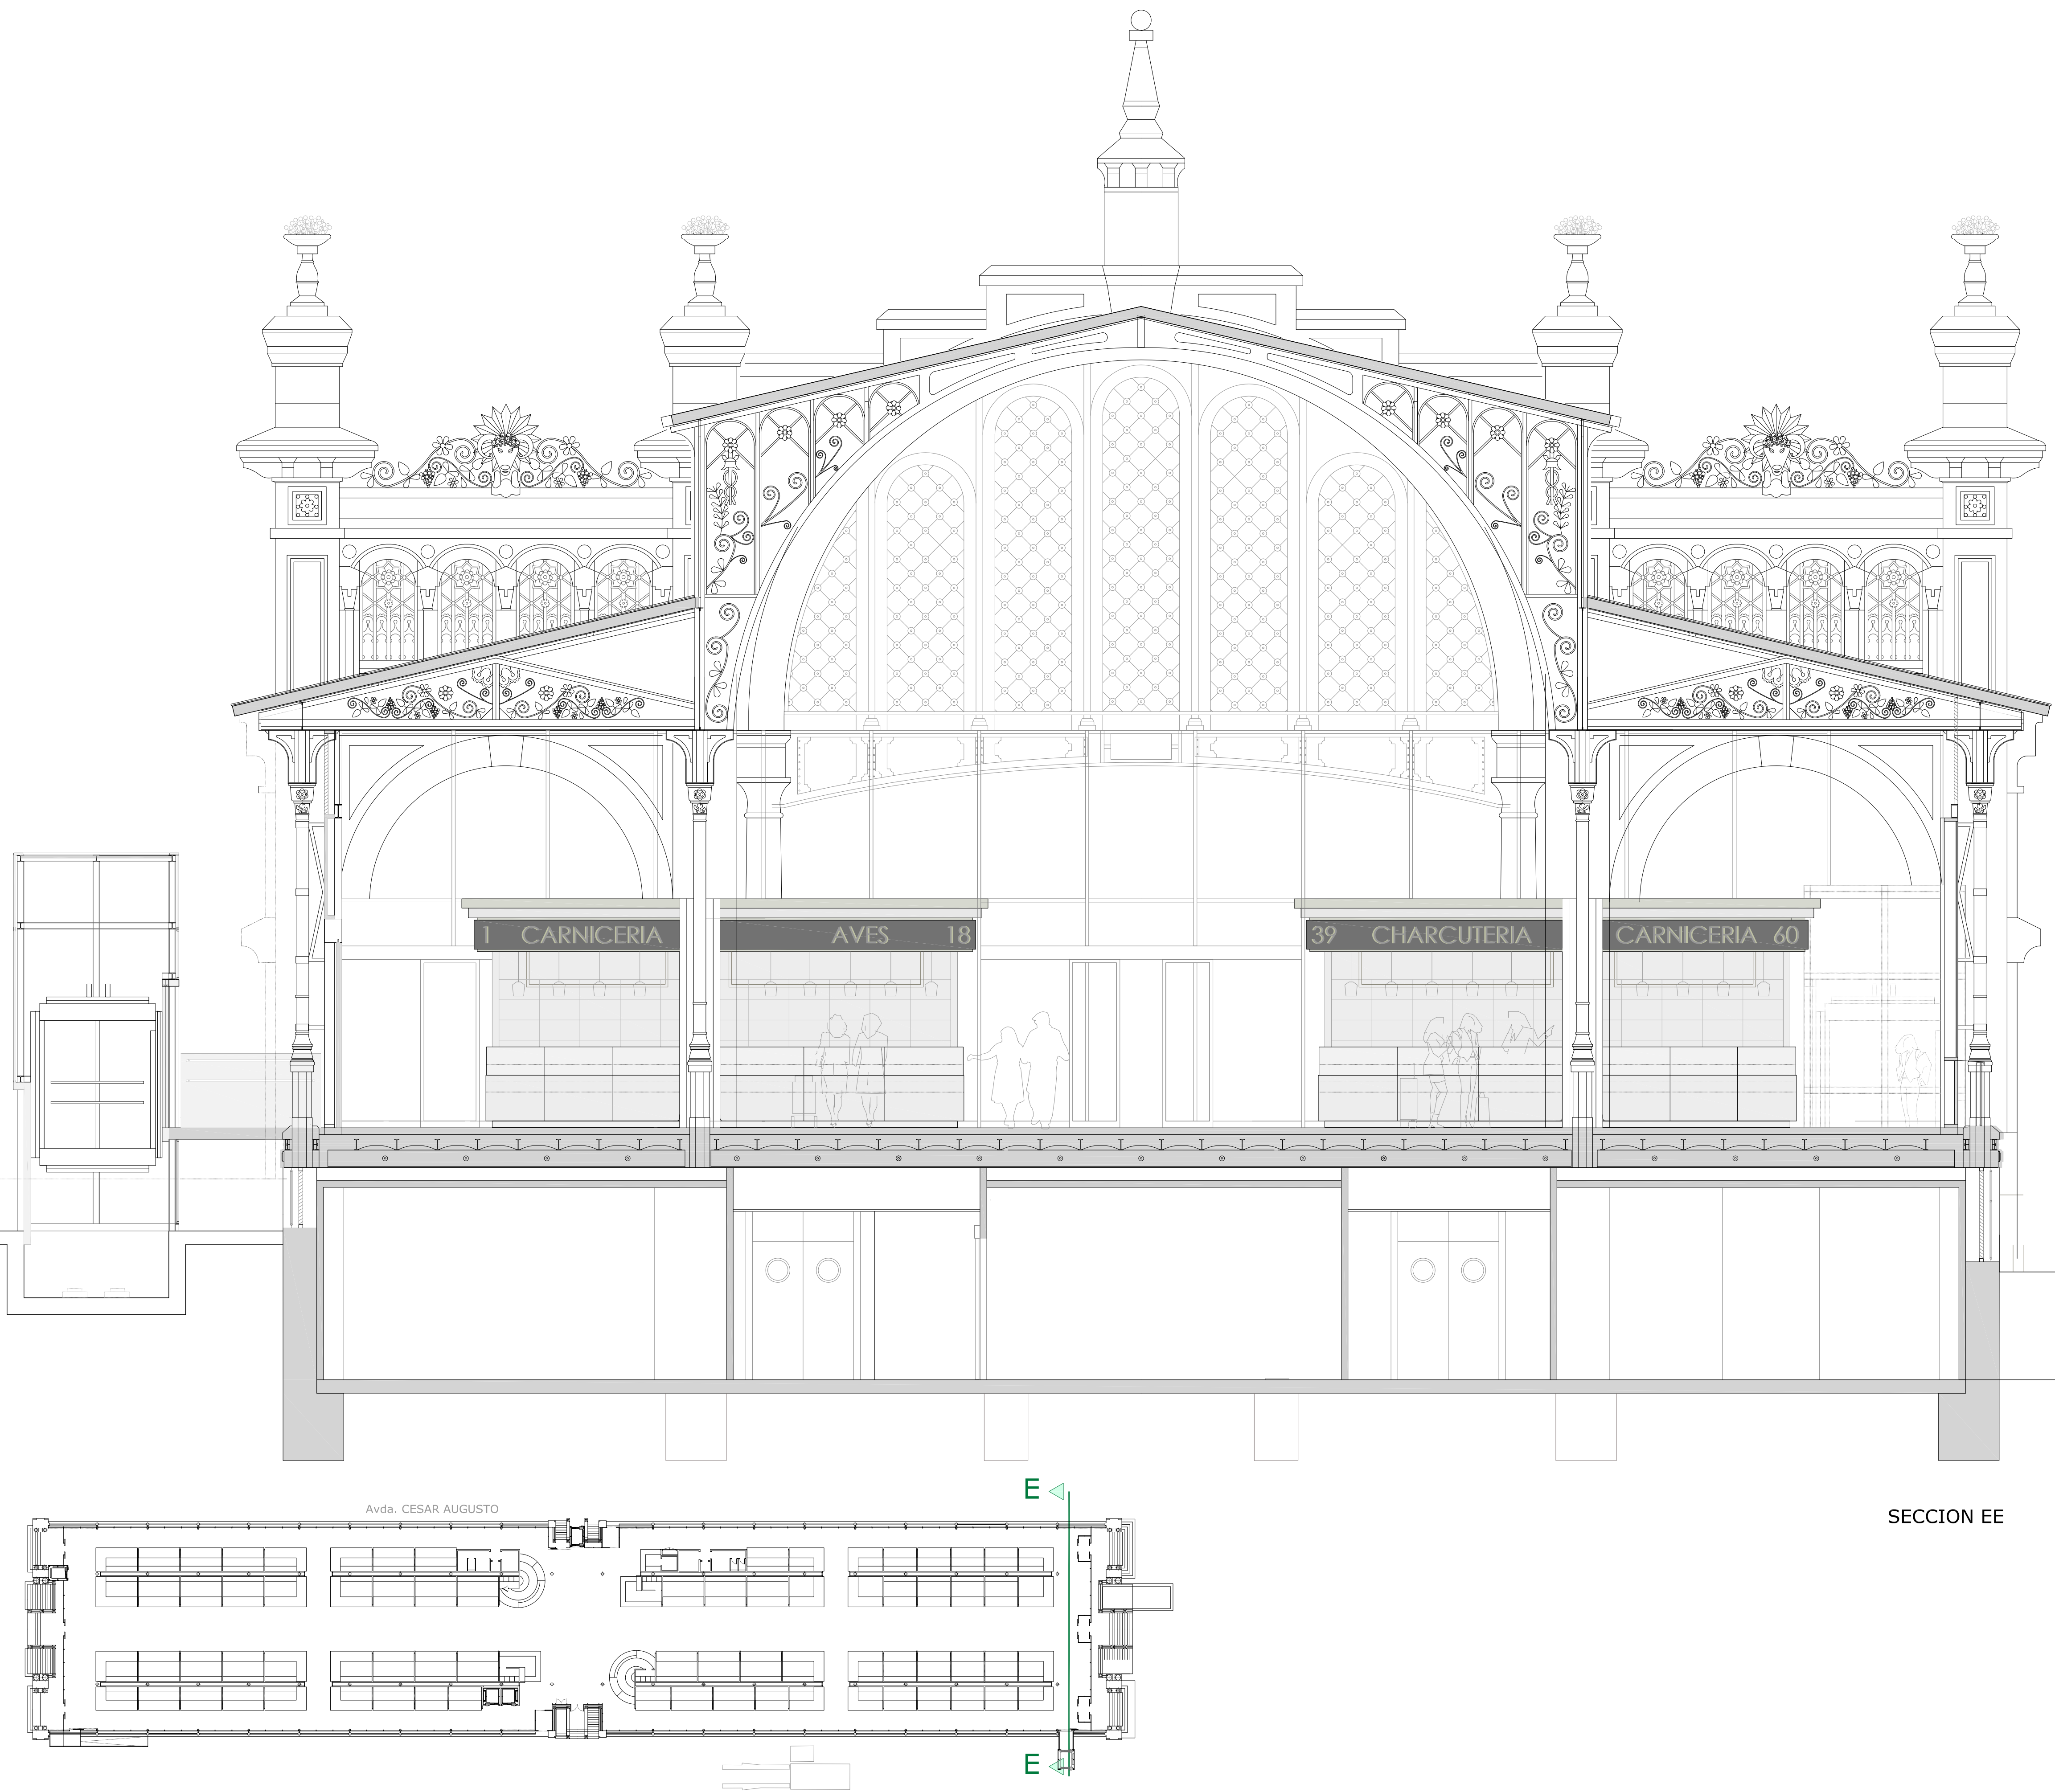 1 CARNICERIA
AVES 18
39 CHARCUTERIA
CARNICERIA 60
E
Avda. CESAR AUGUSTO
SECCION EE
E